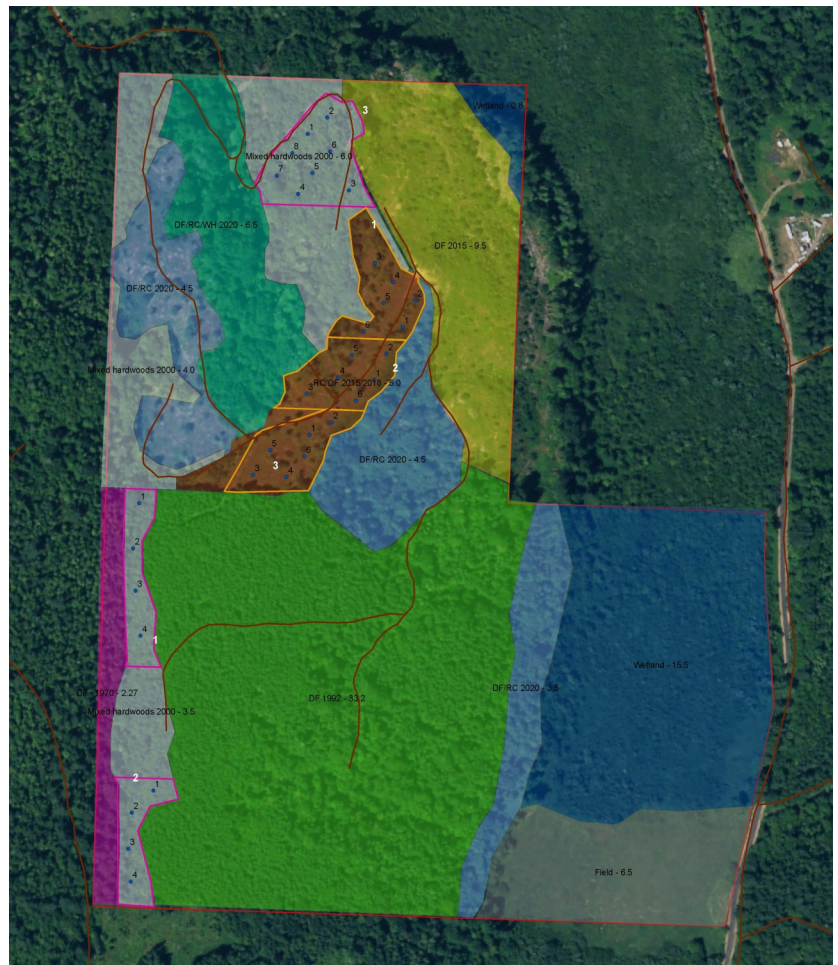 Wetland - 0.8
3
2
1
8
6
Mixed hardwoods 2000 - 6.0
5
7
4
3
DF/RC/WH 2020 - 6.5
1
DF 2015 - 9.5
3
4
DF/RC 2020 - 4.5
5
2
1
6
5
2
Mixed hardwoods 2000 - 4.0
4
1
2
RC/DF 2015 2016 - 5.0
3
6
2
1
5
6
DF/RC 2020 - 4.5
3
3
4
1
2
3
4
1
Wetland - 15.5
DF - 1970 - 2.27
DF 1992 - 33.2
DF/RC 2020 - 3.5
Mixed hardwoods 2000 - 3.5
2
1
2
3
4
Field - 6.5